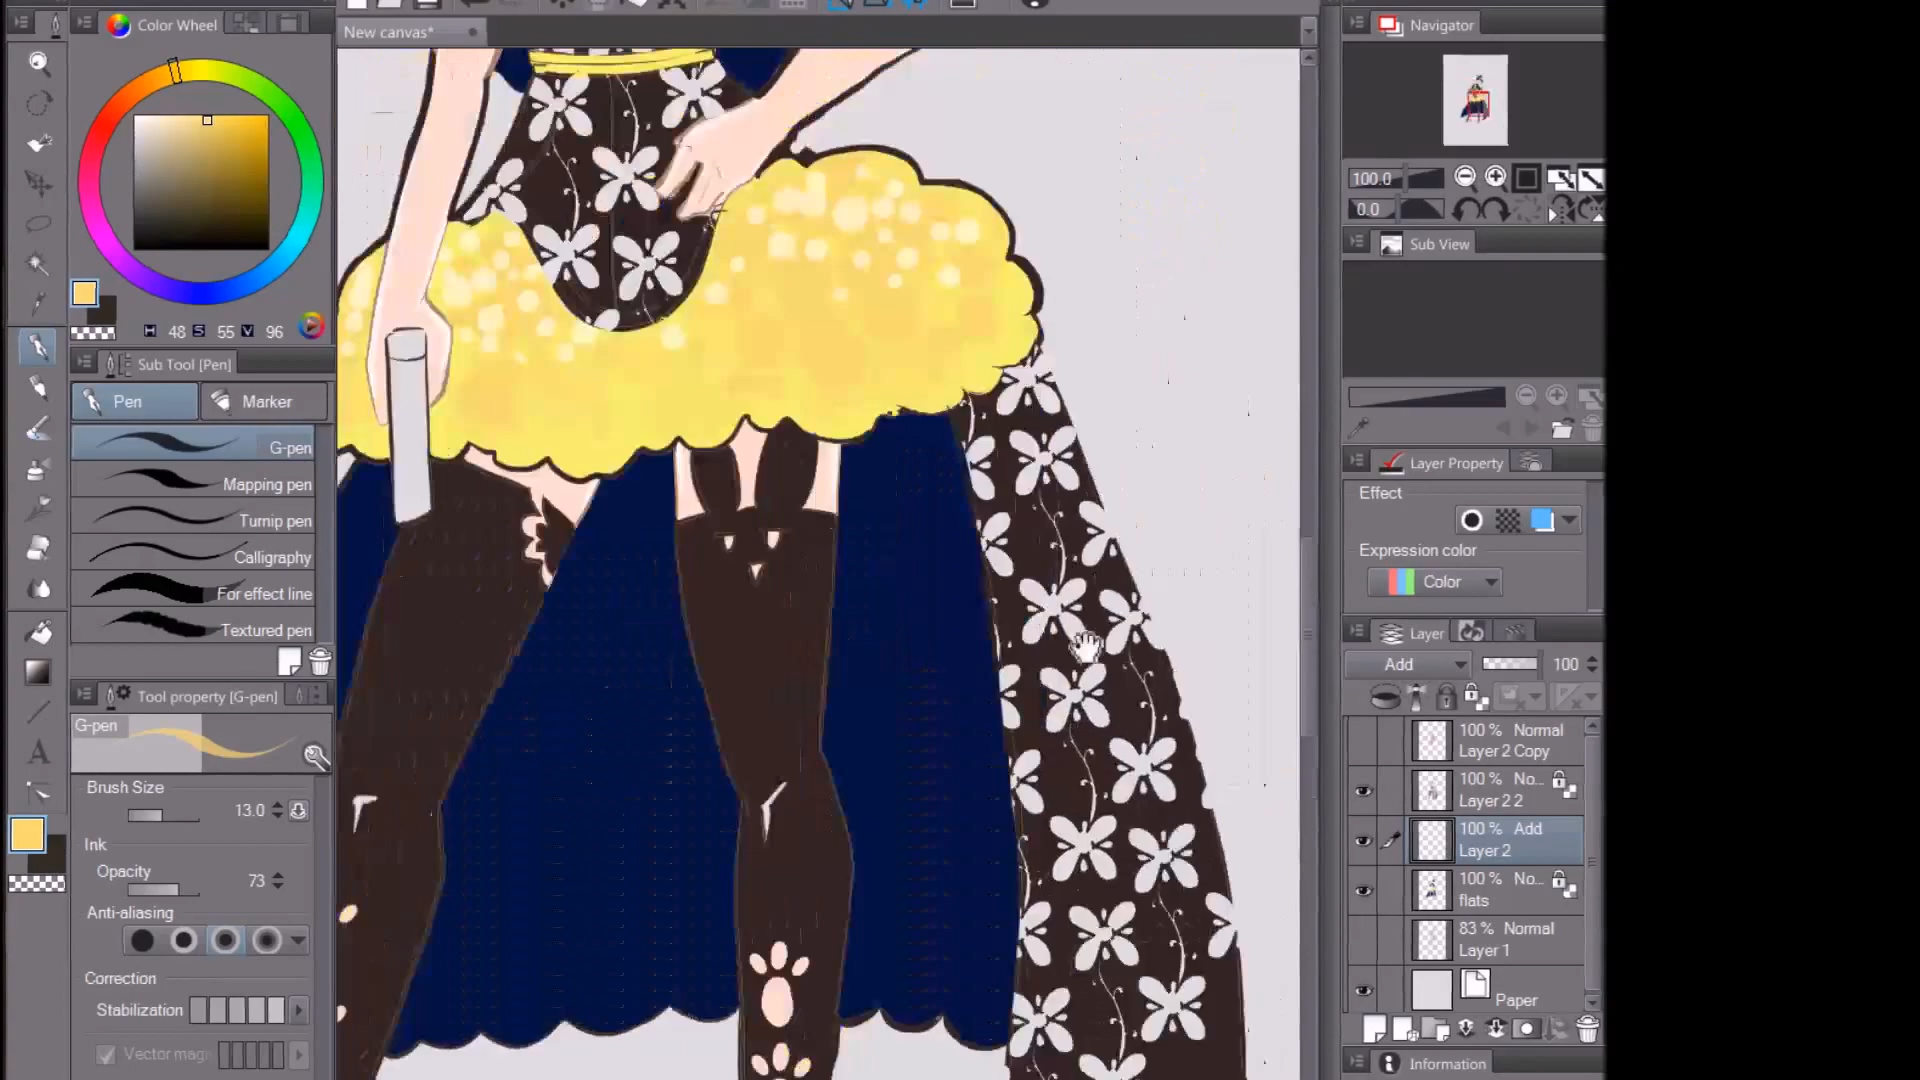 Color Wheel
New canvas*
Navigator
100.0
0.0
Sub View
H 48 S 55 V 96
Sub Tool [Pen]
Pen
Marker
G-pen
Mapping pen
Turnip pen
Calligraphy
For effect line
Textured pen
Tool property [G-pen]
G-pen
Brush Size
13.0
Ink
Opacity
73
Anti-aliasing
Correction
Stabilization
Vector mag
Layer Property
Effect
Expression color
Color
Layer
Add
100
100 % Normal
Layer 2 Copy
100 % No...
Layer 2 2
100 % Add
Layer 2
100 % No...
flats
83 % Normal
Layer 1
Paper
Information